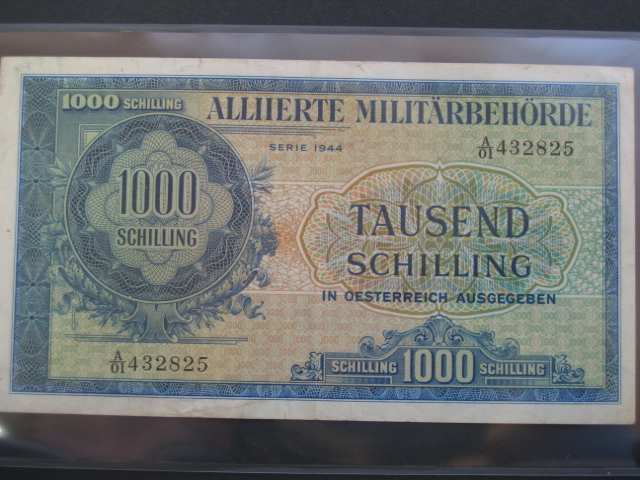 1000 SCHILLING
ALLIIERTE MILITÄRBEHÖRDE
SERIE 1944
A/01 432825
1000
SCHILLING
TAUSEND
SCHILLING
IN OESTERREICH AUSGEGEBEN
A/01 432825
SCHILLING 1000 SCHILLING